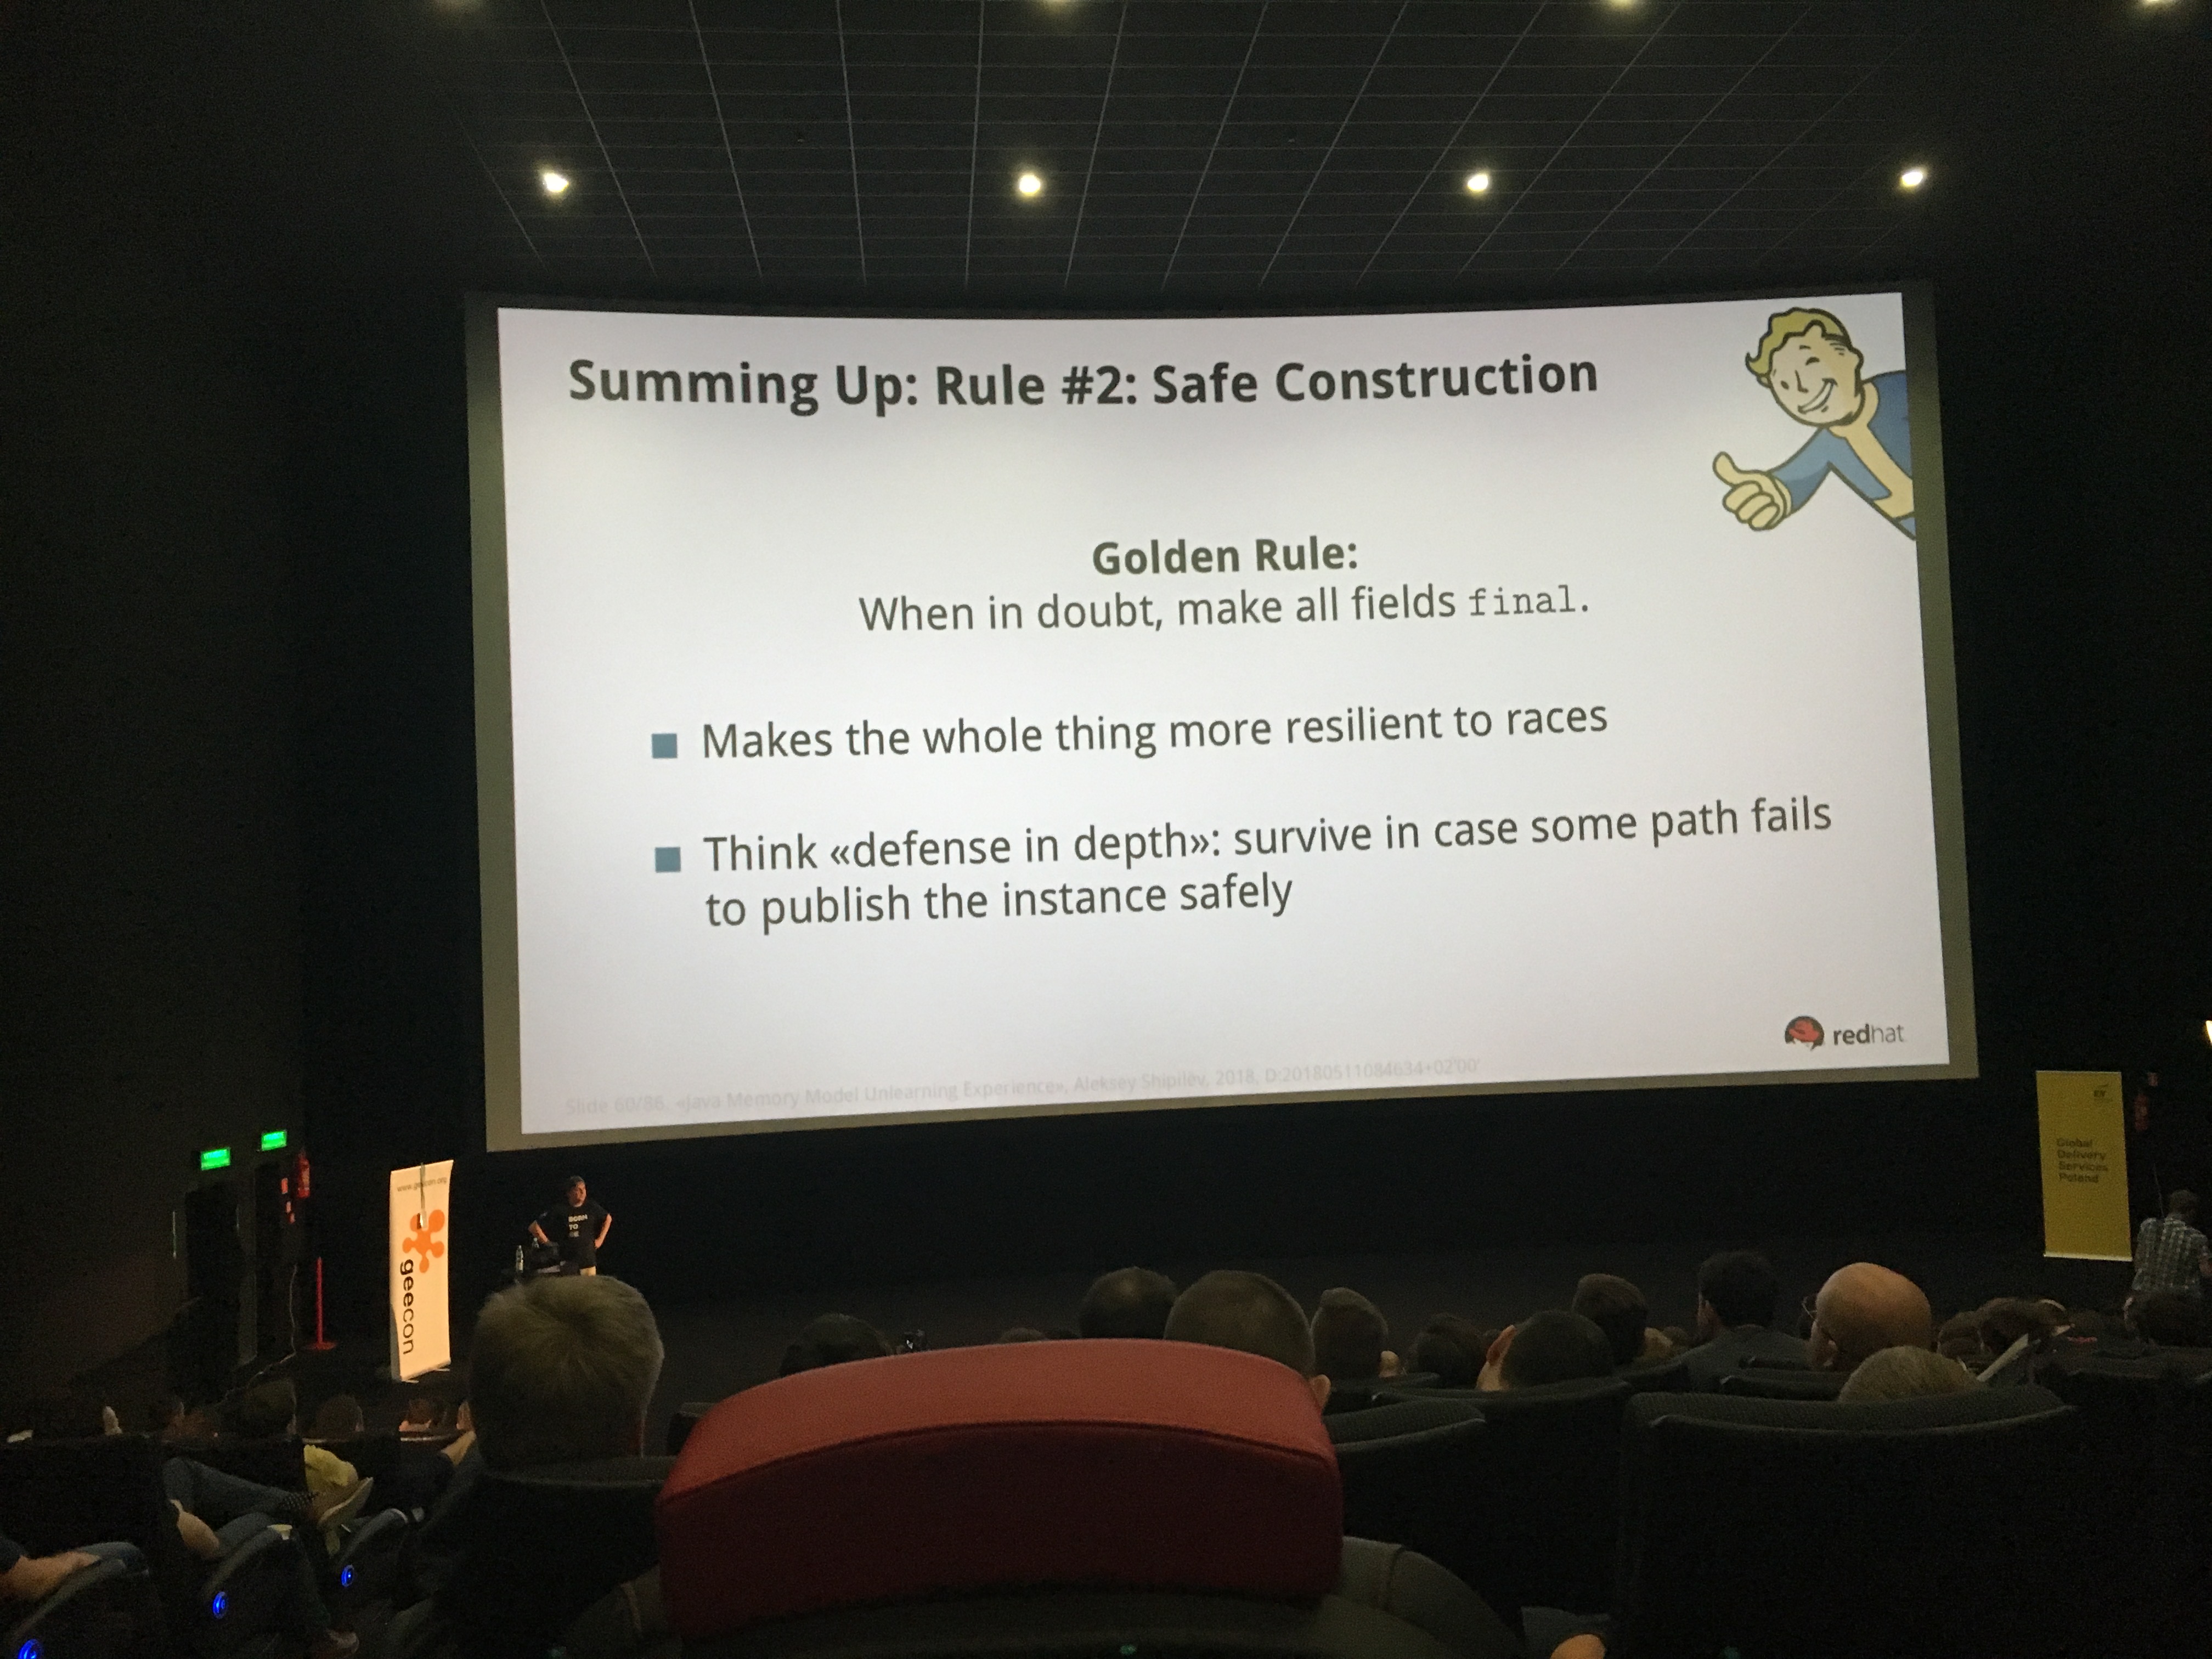 Summing Up: Rule #2: Safe Construction
Golden Rule:
When in doubt, make all fields final.
Makes the whole thing more resilient to races
Think «defense in depth»: survive in case some path fails
to publish the instance safely
redhat
Slide 60/86. «Java Memory Model Unlearning Experience», Aleksey Shipilëv, 2018, D:20180511084634+02'00'
www.geecon.org
geecon
BORN
TO
EY
Global
Delivery
Services
Poland